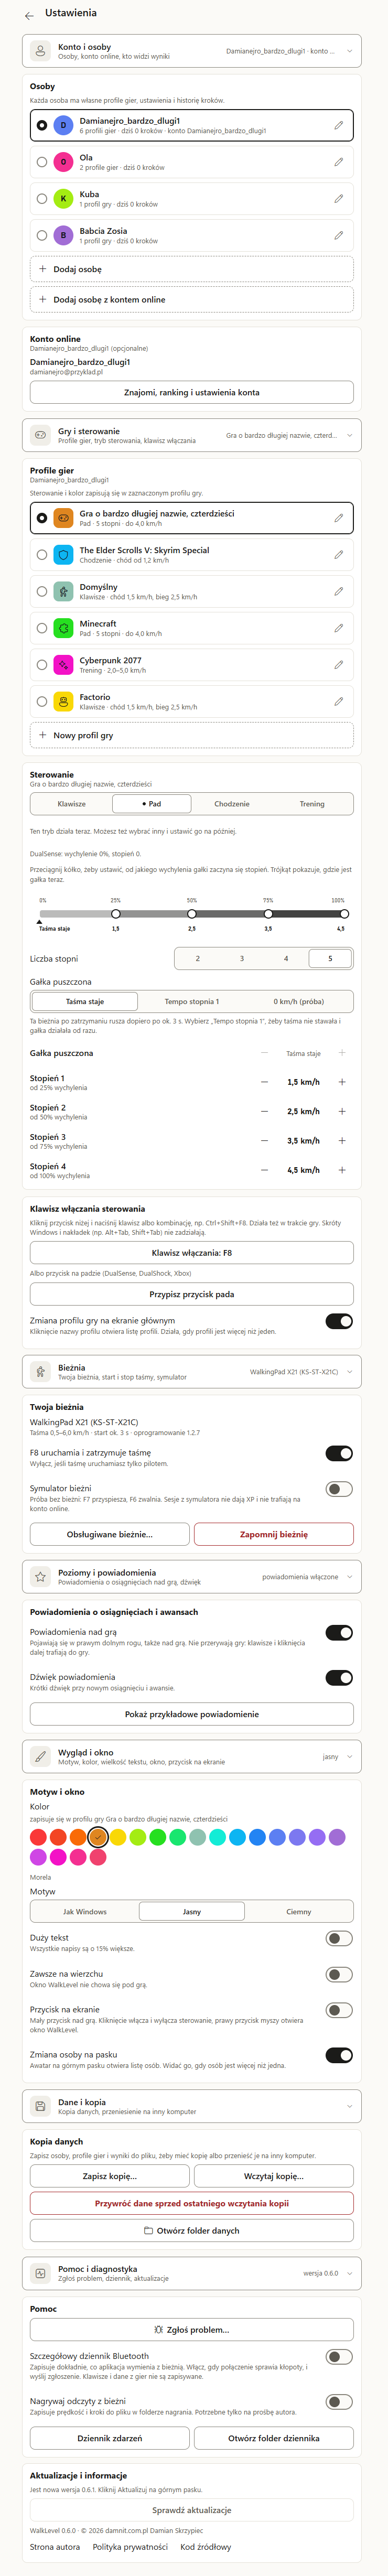 Ustawienia
Konto i osoby
Osoby, konto online, kto widzi wyniki
Damianejro_bardzo_dlugi1 · konto ...
Osoby
Każda osoba ma własne profile gier, ustawienia i historię kroków.
D
Damianejro_bardzo_dlugi1
6 profili gier · dziś 0 kroków · konto Damianejro_bardzo_dlugi1
O
Ola
2 profile gier · dziś 0 kroków
K
Kuba
1 profil gry · dziś 0 kroków
B
Babcia Zosia
1 profil gry · dziś 0 kroków
Dodaj osobę
Dodaj osobę z kontem online
Konto online
Damianejro_bardzo_dlugi1 (opcjonalne)
Damianejro_bardzo_dlugi1
damianejro@przyklad.pl
Znajomi, ranking i ustawienia konta
Gry i sterowanie
Profile gier, tryb sterowania, klawisz włączania
Gra o bardzo długiej nazwie, czterd...
Profile gier
Damianejro_bardzo_dlugi1
Sterowanie i kolor zapisują się w zaznaczonym profilu gry.
Gra o bardzo długiej nazwie, czterdzieści
Pad · 5 stopni · do 4,0 km/h
The Elder Scrolls V: Skyrim Special
Chodzenie · chód od 1,2 km/h
Domyślny
Klawisze · chód 1,5 km/h, bieg 2,5 km/h
Minecraft
Pad · 5 stopni · do 4,0 km/h
Cyberpunk 2077
Trening · 2,0–5,0 km/h
Factorio
Klawisze · chód 1,5 km/h, bieg 2,5 km/h
Nowy profil gry
Sterowanie
Gra o bardzo długiej nazwie, czterdzieści
Klawisze
• Pad
Chodzenie
Trening
Ten tryb działa teraz. Możesz też wybrać inny i ustawić go na później.
DualSense: wychylenie 0%, stopień 0.
Przeciągnij kółko, żeby ustawić, od jakiego wychylenia gałki zaczyna się stopień. Trójkąt pokazuje, gdzie jest
gałka teraz.
0%
25%
50%
75%
100%
Taśma staje
1,5
2,5
3,5
4,5
Liczba stopni
2
3
4
5
Gałka puszczona
Taśma staje
Tempo stopnia 1
0 km/h (próba)
Ta bieżnia po zatrzymaniu rusza dopiero po ok. 3 s. Wybierz „Tempo stopnia 1", żeby taśma nie stawała i
gałka działała od razu.
Gałka puszczona
Taśma staje
Stopień 1
od 25% wychylenia
1,5 km/h
Stopień 2
od 50% wychylenia
2,5 km/h
Stopień 3
od 75% wychylenia
3,5 km/h
Stopień 4
od 100% wychylenia
4,5 km/h
Klawisz włączania sterowania
Kliknij przycisk niżej i naciśnij klawisz albo kombinację, np. Ctrl+Shift+F8. Działa też w trakcie gry. Skróty
Windows i nakładek (np. Alt+Tab, Shift+Tab) nie zadziałają.
Klawisz włączania: F8
Albo przycisk na padzie (DualSense, DualShock, Xbox)
Przypisz przycisk pada
Zmiana profilu gry na ekranie głównym
Kliknięcie nazwy profilu otwiera listę profili. Działa, gdy profili jest więcej niż jeden.
Bieżnia
Twoja bieżnia, start i stop taśmy, symulator
WalkingPad X21 (KS-ST-X21C)
Twoja bieżnia
WalkingPad X21 (KS-ST-X21C)
Taśma 0,5–6,0 km/h · start ok. 3 s · oprogramowanie 1.2.7
F8 uruchamia i zatrzymuje taśmę
Wyłącz, jeśli taśmę uruchamiasz tylko pilotem.
Symulator bieżni
Próba bez bieżni: F7 przyspiesza, F6 zwalnia. Sesje z symulatora nie dają XP i nie trafiają na
konto online.
Obsługiwane bieżnie...
Zapomnij bieżnię
Poziomy i powiadomienia
Powiadomienia o osiągnięciach nad grą, dźwięk
powiadomienia włączone
Powiadomienia o osiągnięciach i awansach
Powiadomienia nad grą
Pojawiają się w prawym dolnym rogu, także nad grą. Nie przerywają gry: klawisze i kliknięcia
dalej trafiają do gry.
Dźwięk powiadomienia
Krótki dźwięk przy nowym osiągnięciu i awansie.
Pokaż przykładowe powiadomienie
Wygląd i okno
Motyw, kolor, wielkość tekstu, okno, przycisk na ekranie
jasny
Motyw i okno
Kolor
zapisuje się w profilu gry Gra o bardzo długiej nazwie, czterdzieści
Morela
Motyw
Jak Windows
Jasny
Ciemny
Duży tekst
Wszystkie napisy są o 15% większe.
Zawsze na wierzchu
Okno WalkLevel nie chowa się pod grą.
Przycisk na ekranie
Mały przycisk nad grą. Kliknięcie włącza i wyłącza sterowanie, prawy przycisk myszy otwiera
okno WalkLevel.
Zmiana osoby na pasku
Awatar na górnym pasku otwiera listę osób. Widać go, gdy osób jest więcej niż jedna.
Dane i kopia
Kopia danych, przeniesienie na inny komputer
Kopia danych
Zapisz osoby, profile gier i wyniki do pliku, żeby mieć kopię albo przenieść je na inny komputer.
Zapisz kopię...
Wczytaj kopię...
Przywróć dane sprzed ostatniego wczytania kopii
Otwórz folder danych
Pomoc i diagnostyka
Zgłoś problem, dziennik, aktualizacje
wersja 0.6.0
Pomoc
Zgłoś problem...
Szczegółowy dziennik Bluetooth
Zapisuje dokładnie, co aplikacja wymienia z bieżnią. Włącz, gdy połączenie sprawia kłopoty, i
wyślij zgłoszenie. Klawisze i dane z gier nie są zapisywane.
Nagrywaj odczyty z bieżni
Zapisuje prędkość i kroki do pliku w folderze nagrania. Potrzebne tylko na prośbę autora.
Dziennik zdarzeń
Otwórz folder dziennika
Aktualizacje i informacje
Jest nowa wersja 0.6.1. Kliknij Aktualizuj na górnym pasku.
Sprawdź aktualizacje
WalkLevel 0.6.0 · © 2026 damnit.com.pl Damian Skrzypiec
Strona autora
Polityka prywatności
Kod źródłowy